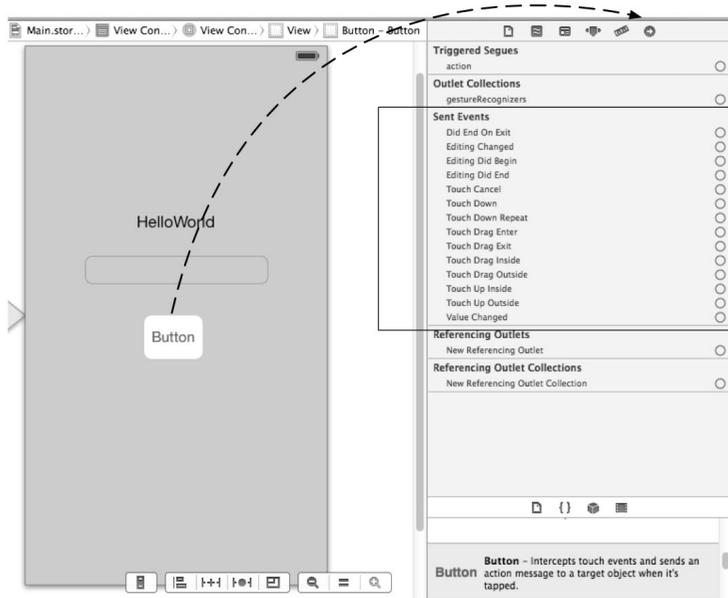 Main.stor... View Con... View Con... View Button – Button
HelloWorld
Button
Triggered Segues
action
Outlet Collections
gestureRecognizers
Sent Events
Did End On Exit
Editing Changed
Editing Did Begin
Editing Did End
Touch Cancel
Touch Down
Touch Down Repeat
Touch Drag Enter
Touch Drag Exit
Touch Drag Inside
Touch Drag Outside
Touch Up Inside
Touch Up Outside
Value Changed
Referencing Outlets
New Referencing Outlet
Referencing Outlet Collections
New Referencing Outlet Collection
{ }
Button
Button – Intercepts touch events and sends an
action message to a target object when it's
tapped.